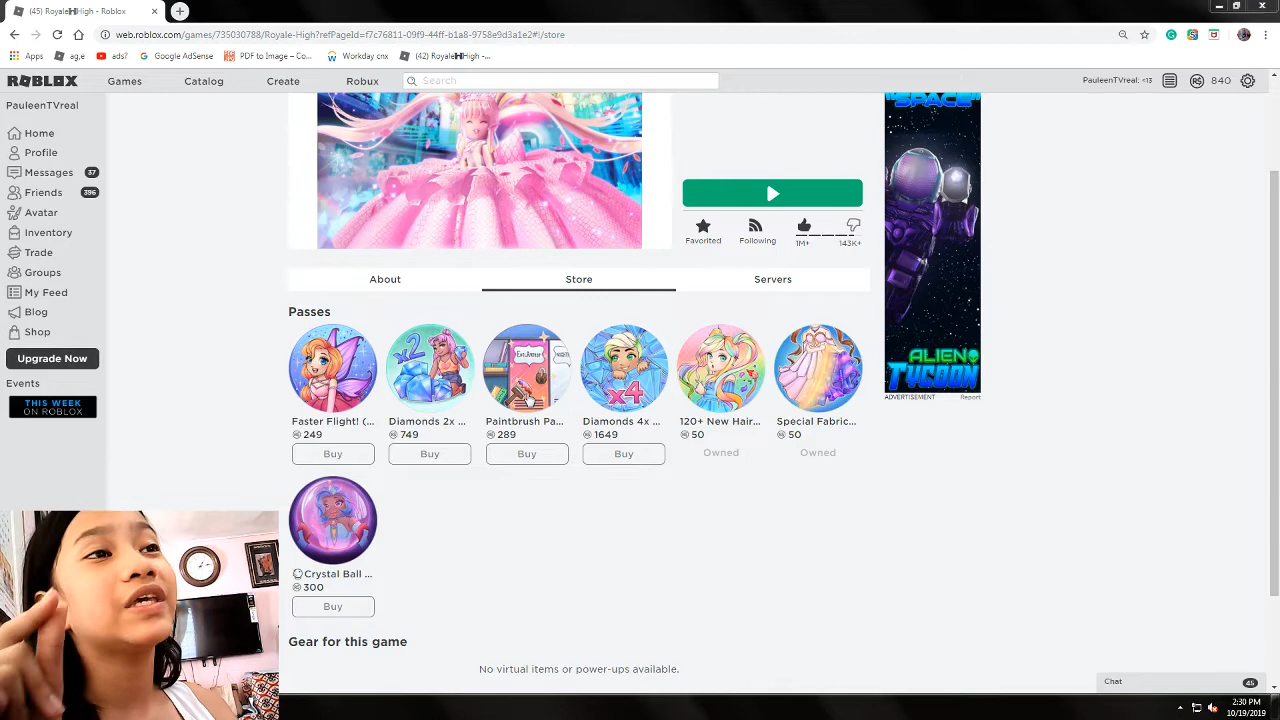 (45) Royale High - Roblox
web.roblox.com/games/735030788/Royale-High?refPageId=f7c76811-09f9-44ff-b1a8-9758e9d3a1e2#!/store
Apps ag,e ads? Google AdSense PDF to Image – Co... Workday cnx (42) Royale High -...
ROBLOX Games Catalog Create Robux Search PauleenTVreal: <13 840
PauleenTVreal
Home
Profile
Messages 37
Friends 396
Avatar
Inventory
Trade
Groups
My Feed
Blog
Shop
Upgrade Now
Events
THIS WEEK
ON ROBLOX
Favorited Following 1M+ 143K+
About Store Servers
Passes
x2
x4
Faster Flight! (... Diamonds 2x ... Paintbrush Pa... Diamonds 4x ... 120+ New Hair... Special Fabric...
249 749 289 1649 50 50
Buy Buy Buy Buy Owned Owned
Crystal Ball ...
300
Buy
Gear for this game
No virtual items or power-ups available.
SPACE
ALIEN
TYCOON
ADVERTISEMENT Report
Chat 45
2:30 PM
10/19/2019